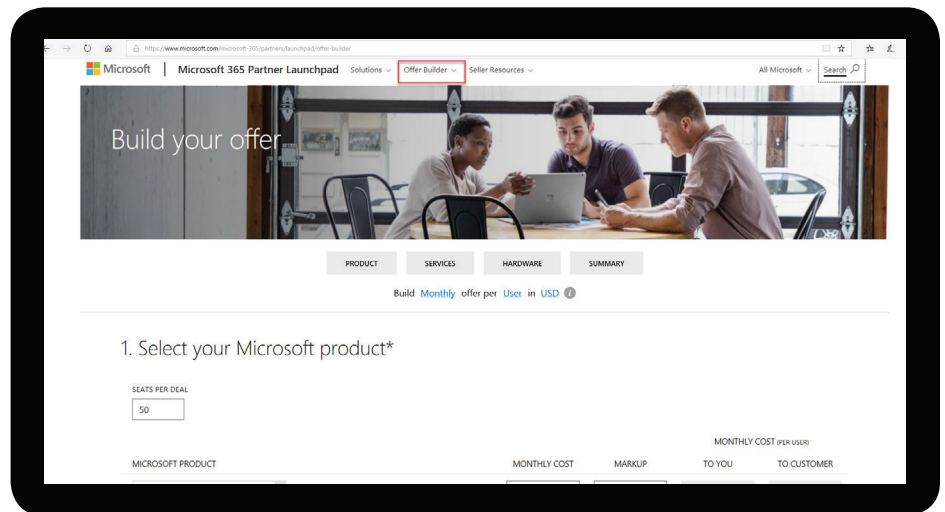 https://www.microsoft.com/microsoft-365/partners/launchpad/offer-builder
Microsoft | Microsoft 365 Partner Launchpad Solutions Offer Builder Seller Resources All Microsoft Search
Build your offer
PRODUCT SERVICES HARDWARE SUMMARY
Build Monthly offer per User in USD i
1. Select your Microsoft product*
SEATS PER DEAL
50
MONTHLY COST (PER USER)
MICROSOFT PRODUCT MONTHLY COST MARKUP TO YOU TO CUSTOMER